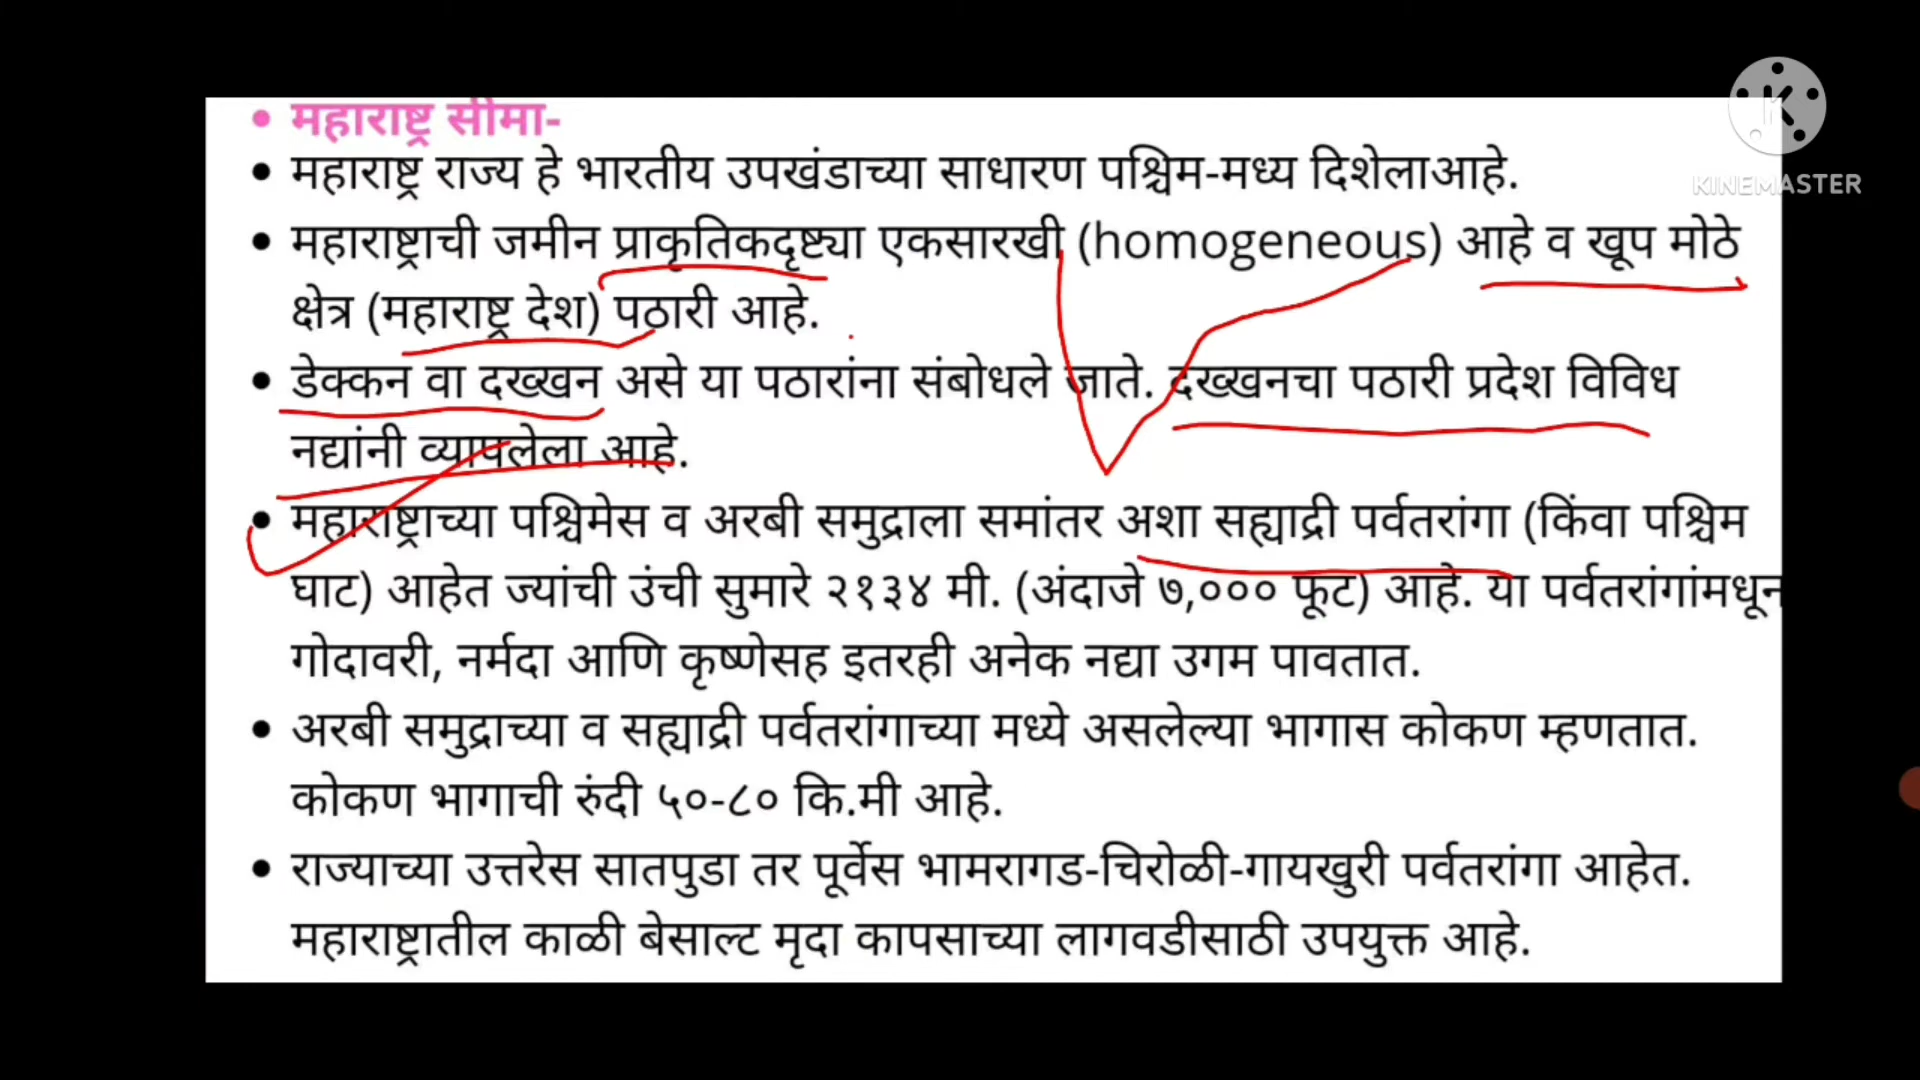 • महाराष्ट्र सीमा-
• महाराष्ट्र राज्य हे भारतीय उपखंडाच्या साधारण पश्चिम-मध्य दिशेलाआहे.
• महाराष्ट्राची जमीन प्राकृतिकदृष्ट्या एकसारखी (homogeneous) आहे व खूप मोठे
क्षेत्र (महाराष्ट्र देश) पठारी आहे.
• डेक्कन वा दख्खन असे या पठारांना संबोधले जाते. दख्खनचा पठारी प्रदेश विविध
नद्यांनी व्यापलेला आहे.
• महाराष्ट्राच्या पश्चिमेस व अरबी समुद्राला समांतर अशा सह्याद्री पर्वतरांगा (किंवा पश्चिम
घाट) आहेत ज्यांची उंची सुमारे २१३४ मी. (अंदाजे ७,००० फूट) आहे. या पर्वतरांगांमधून
गोदावरी, नर्मदा आणि कृष्णेसह इतरही अनेक नद्या उगम पावतात.
• अरबी समुद्राच्या व सह्याद्री पर्वतरांगाच्या मध्ये असलेल्या भागास कोकण म्हणतात.
कोकण भागाची रुंदी ५०-८० कि.मी आहे.
• राज्याच्या उत्तरेस सातपुडा तर पूर्वेस भामरागड-चिरोळी-गायखुरी पर्वतरांगा आहेत.
महाराष्ट्रातील काळी बेसाल्ट मृदा कापसाच्या लागवडीसाठी उपयुक्त आहे.
KINEMASTER